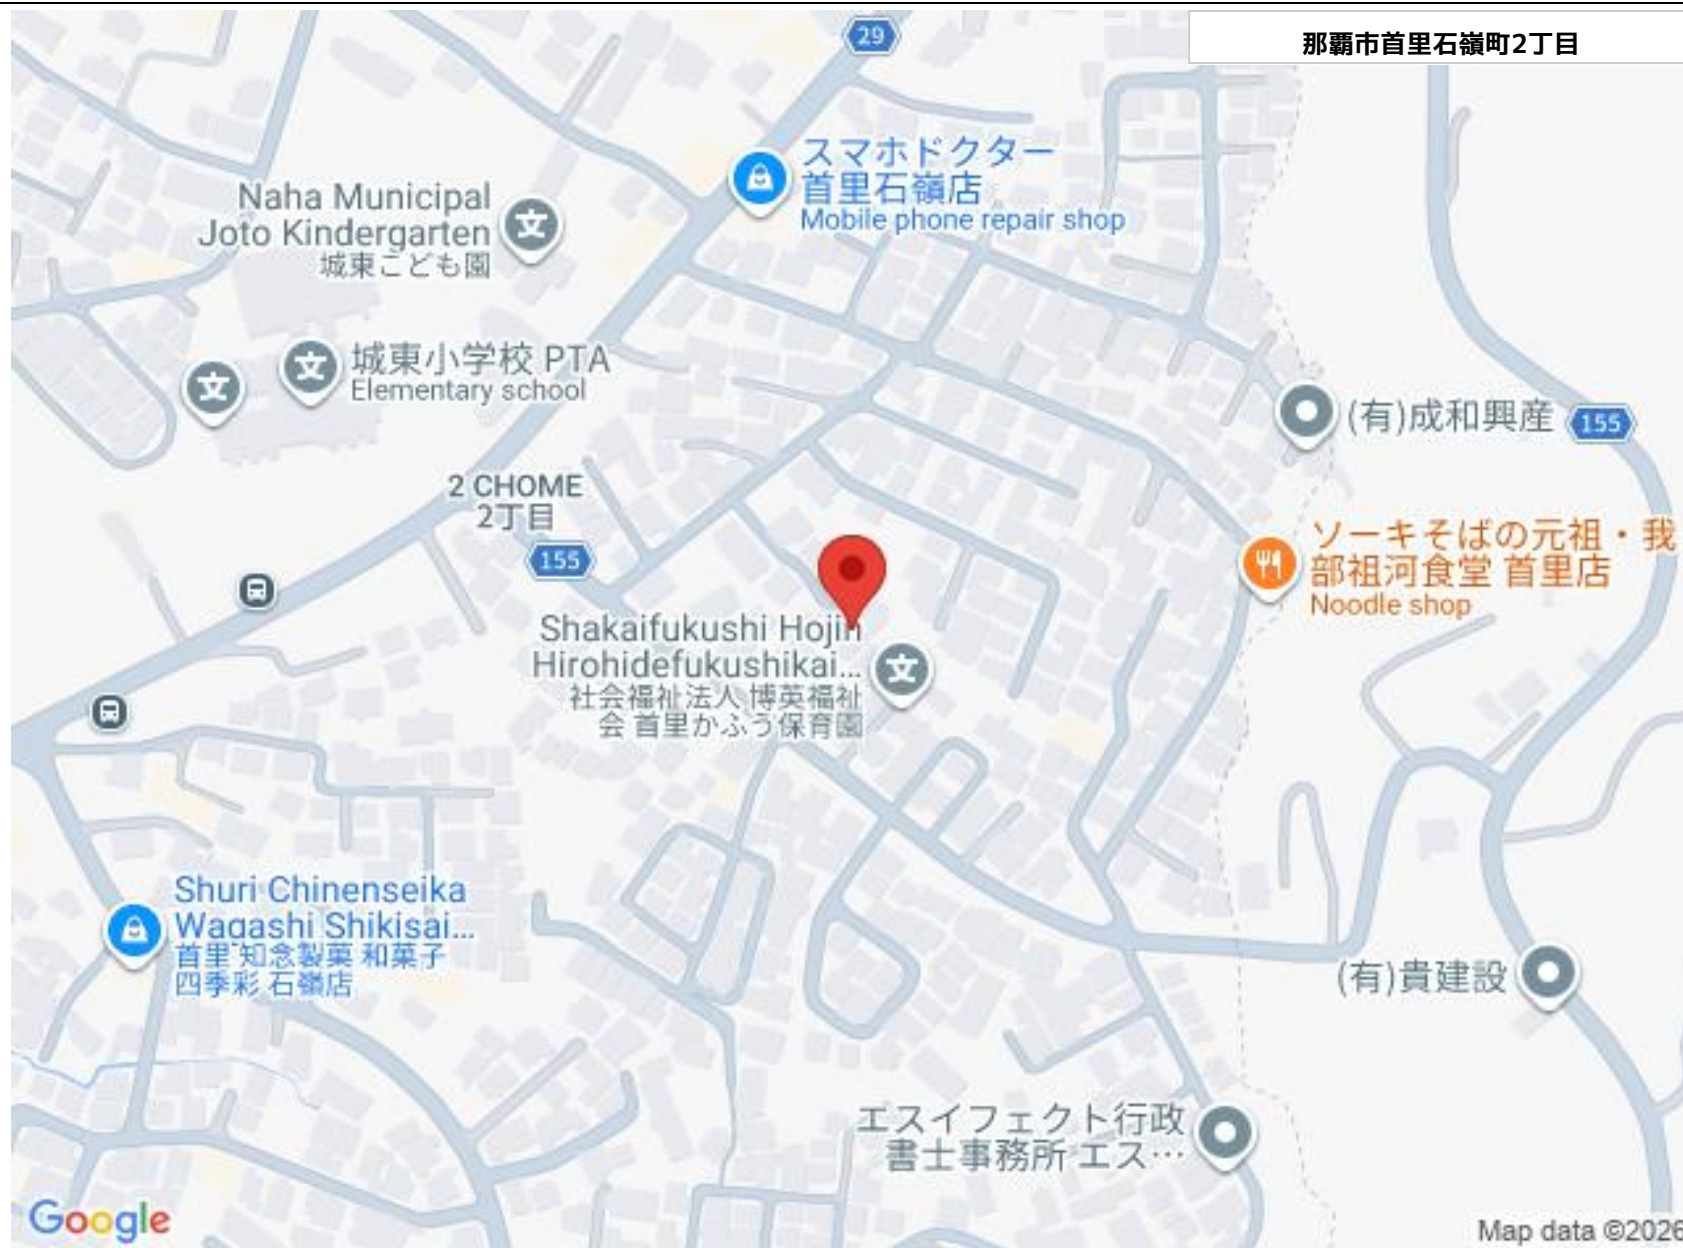 那覇市首里石嶺町2丁目
29
スマホドクター
首里石嶺店
Mobile phone repair shop
Naha Municipal
Joto Kindergarten
城東こども園
文
文
文
城東小学校 PTA
Elementary school
(有)成和興産
155
2 CHOME
2丁目
155
ソーキそばの元祖・我
部祖河食堂 首里店
Noodle shop
Shakaifukushi Hojin
Hirohidefukushikai...
社会福祉法人 博英福祉
会 首里かふう保育園
文
Shuri Chinenseika
Wagashi Shikisai...
首里 知念製菓 和菓子
四季彩 石嶺店
(有)貴建設
エスイフェクト行政
書士事務所 エス…
Google
Map data ©2026